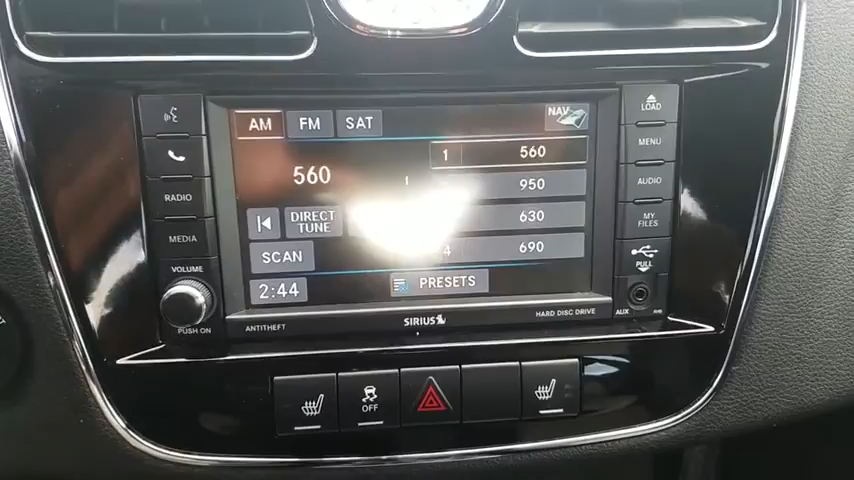 AM FM SAT NAV
560
1 560
950
630
4 690
DIRECT
TUNE
SCAN
2:44
PRESETS
RADIO
MEDIA
VOLUME
PUSH ON
LOAD
MENU
AUDIO
MY
FILES
PULL
AUX
ANTITHEFT
SIRIUS
HARD DISC DRIVE
OFF